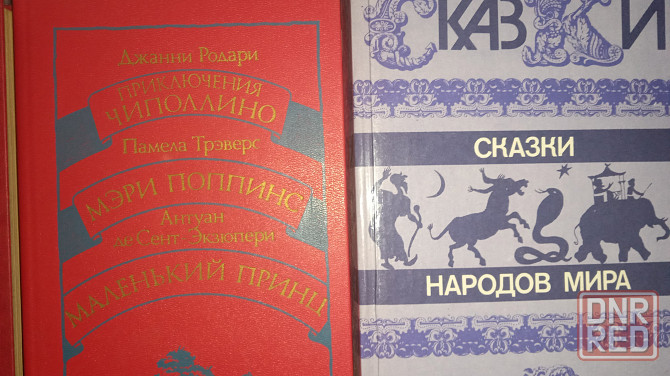 Джанни Родари
ПРИКЛЮЧЕНИЯ
ЧИПОЛЛИНО
Памела Трэверс
МЭРИ ПОППИНС
Антуан
де Сент-Экзюпери
МАЛЕНЬКИЙ ПРИНЦ
СКАЗКИ
СКАЗКИ
НАРОДОВ МИРА
DNR
RED